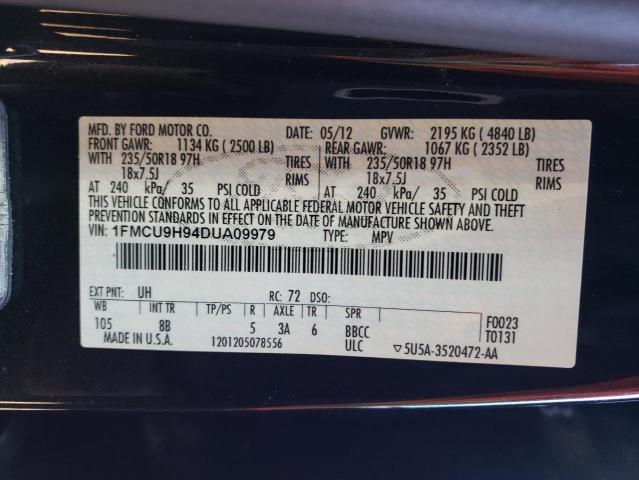 MFD. BY FORD MOTOR CO. DATE: 05/12 GVWR: 2195 KG ( 4840 LB)
FRONT GAWR: 1134 KG ( 2500 LB) REAR GAWR: 1067 KG ( 2352 LB)
WITH 235/50R18 97H TIRES WITH 235/50R18 97H TIRES
18x7.5J RIMS 18x7.5J RIMS
AT 240 kPa/ 35 PSI COLD AT 240 kPa/ 35 PSI COLD
THIS VEHICLE CONFORMS TO ALL APPLICABLE FEDERAL MOTOR VEHICLE SAFETY AND THEFT
PREVENTION STANDARDS IN EFFECT ON THE DATE OF MANUFACTURE SHOWN ABOVE.
VIN: 1FMCU9H94DUA09979 TYPE: MPV
EXT PNT: UH RC: 72 DSO:
WB INT TR TP/PS R AXLE TR SPR F0023
105 8B 5 3A 6 BBCC T0131
MADE IN U.S.A. 1201205078556 ULC ▽5U5A-3520472-AA